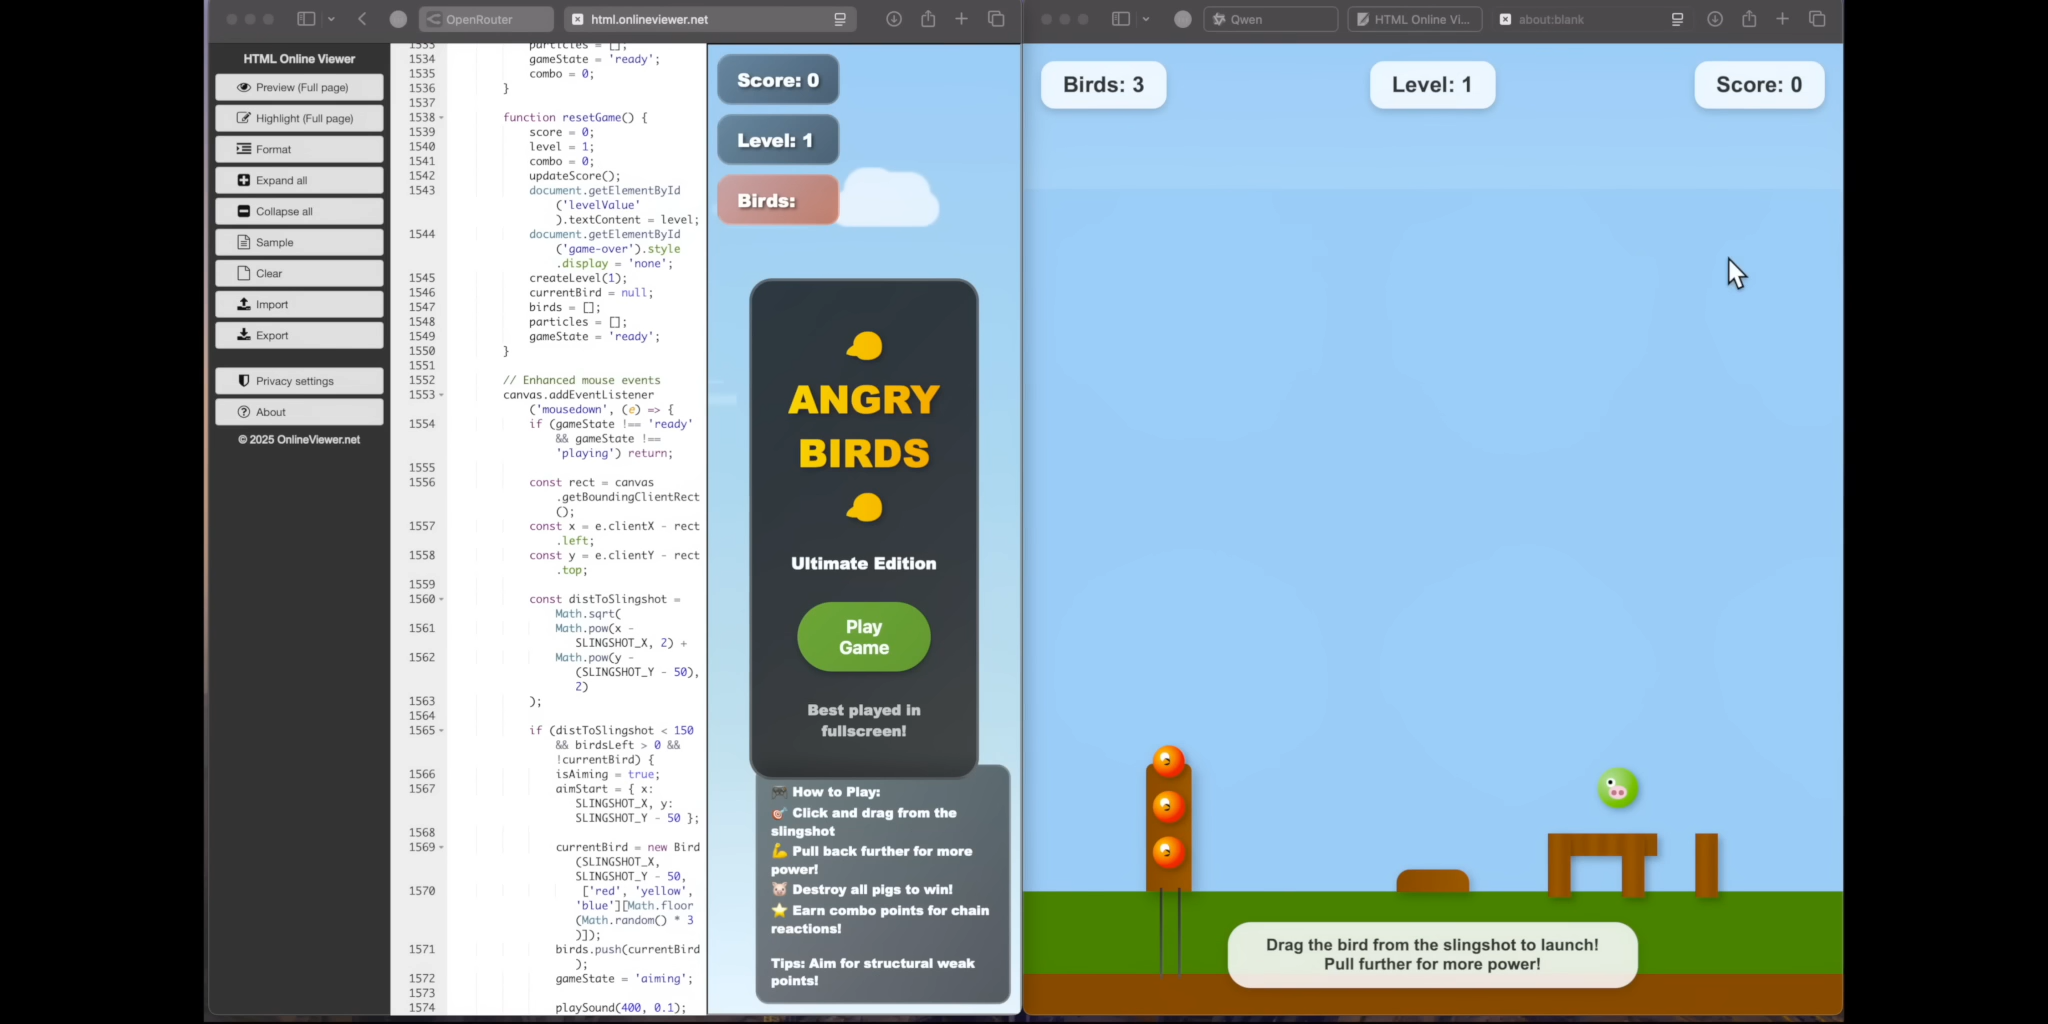 OpenRouter
html.onlineviewer.net
Qwen
HTML Online Vi...
about:blank
HTML Online Viewer
Preview (Full page)
Highlight (Full page)
Format
Expand all
Collapse all
Sample
Clear
Import
Export
Privacy settings
About
© 2025 OnlineViewer.net
1533 particles = [];
1534 gameState = 'ready';
1535 combo = 0;
1536 }
1537
1538 function resetGame() {
1539 score = 0;
1540 level = 1;
1541 combo = 0;
1542 updateScore();
1543 document.getElementById
('levelValue'
).textContent = level;
1544 document.getElementById
('game-over').style
.display = 'none';
1545 createLevel(1);
1546 currentBird = null;
1547 birds = [];
1548 particles = [];
1549 gameState = 'ready';
1550 }
1551
1552 // Enhanced mouse events
1553 canvas.addEventListener
('mousedown', (e) => {
1554 if (gameState !== 'ready'
&& gameState !==
'playing') return;
1555
1556 const rect = canvas
.getBoundingClientRect
();
1557 const x = e.clientX - rect
.left;
1558 const y = e.clientY - rect
.top;
1559
1560 const distToSlingshot =
Math.sqrt(
1561 Math.pow(x -
SLINGSHOT_X, 2) +
1562 Math.pow(y -
(SLINGSHOT_Y - 50),
2)
1563 );
1564
1565 if (distToSlingshot < 150
&& birdsLeft > 0 &&
!currentBird) {
1566 isAiming = true;
1567 aimStart = { x:
SLINGSHOT_X, y:
SLINGSHOT_Y - 50 };
1568
1569 currentBird = new Bird
(SLINGSHOT_X,
SLINGSHOT_Y - 50,
1570 ['red', 'yellow',
'blue'][Math.floor
(Math.random() * 3
)]);
1571 birds.push(currentBird
);
1572 gameState = 'aiming';
1573
1574 playSound(400, 0.1);
Score: 0
Level: 1
Birds:
ANGRY
BIRDS
Ultimate Edition
Play
Game
Best played in
fullscreen!
How to Play:
Click and drag from the
slingshot
Pull back further for more
power!
Destroy all pigs to win!
Earn combo points for chain
reactions!
Tips: Aim for structural weak
points!
Birds: 3
Level: 1
Score: 0
Drag the bird from the slingshot to launch!
Pull further for more power!